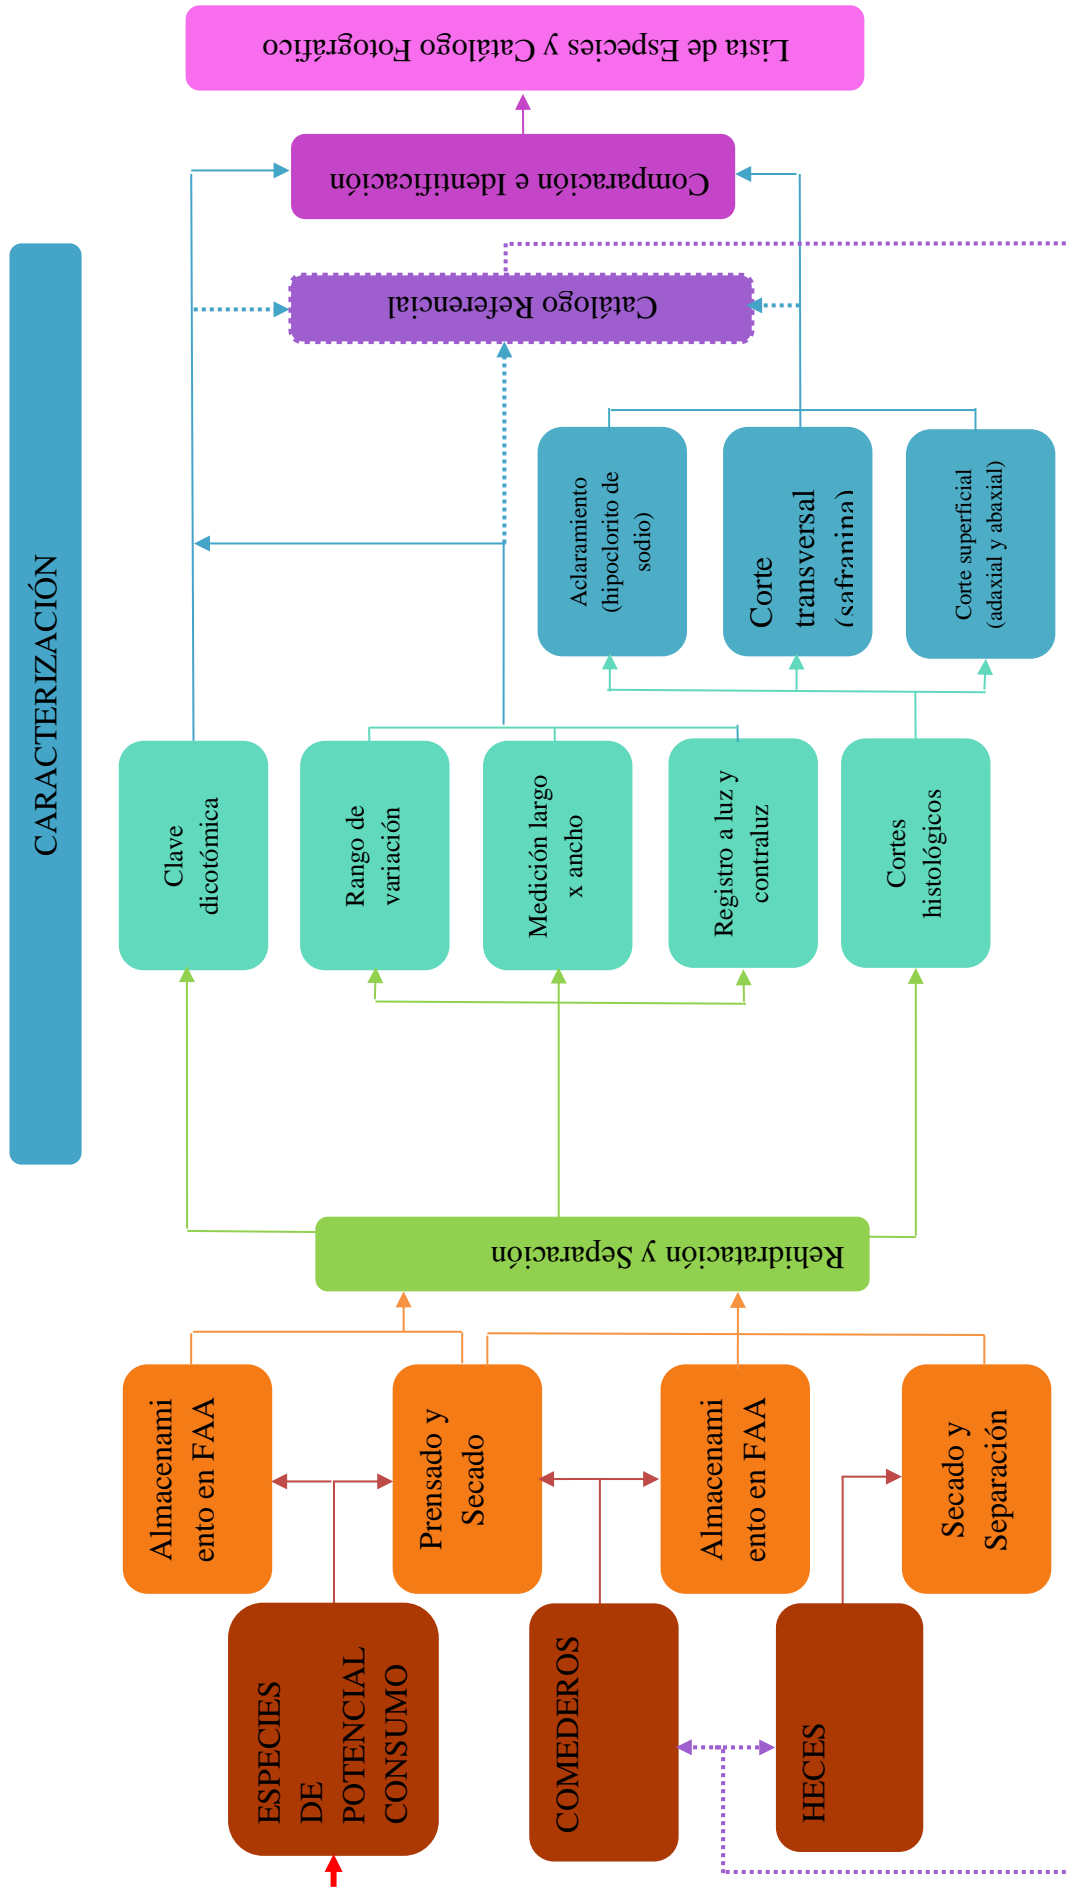 CARACTERIZACIÓN
ESPECIES
DE
POTENCIAL
CONSUMO
COMEDEROS
HECES
Almacenami
ento en FAA
Prensado y
Secado
Almacenami
ento en FAA
Secado y
Separación
Rehidratación y Separación
Clave
dicotómica
Rango de
variación
Medición largo
x ancho
Registro a luz y
contraluz
Cortes
histológicos
Aclaramiento
(hipoclorito de
sodio)
Corte
transversal
(safranina)
Corte superficial
(adaxial y abaxial)
Catálogo Referencial
Comparación e Identificación
Lista de Especies y Catálogo Fotográfico